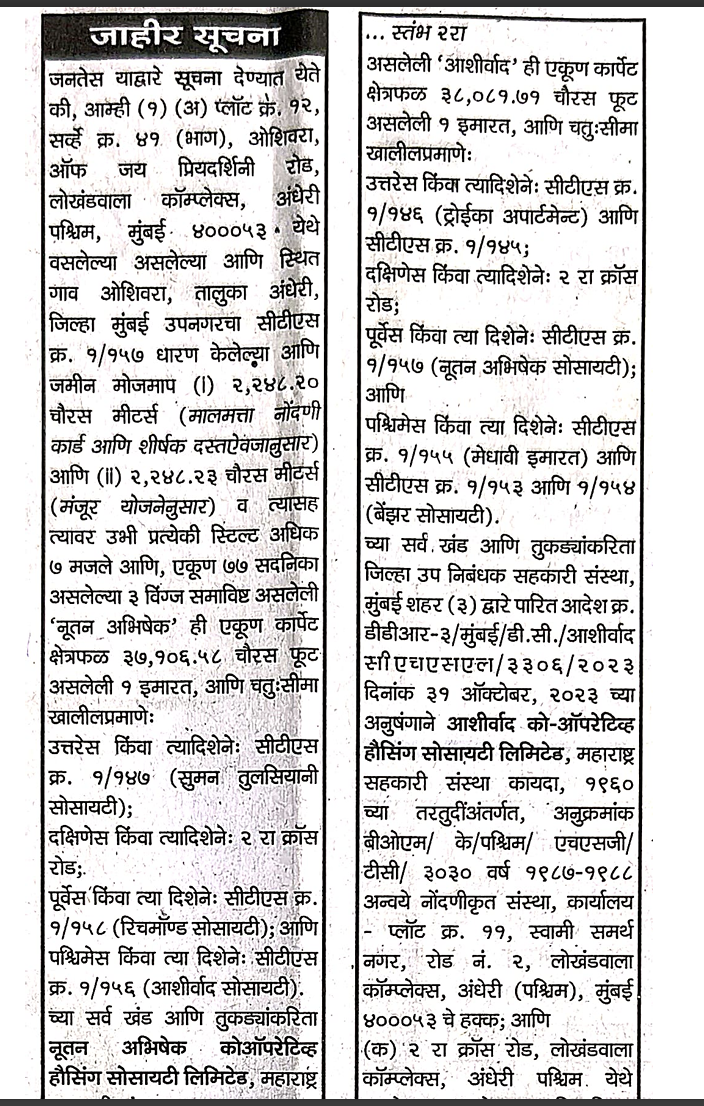 जाहीर सूचना
जनतेस याद्वारे सूचना देण्यात येते
की, आम्ही (१) (अ) प्लॉट क्रे. १२,
सर्व्हे क्र. ४१ (भाग), ओशिवरा,
ऑफ जय प्रियदर्शिनी रोड,
लोखंडवाला कॉम्प्लेक्स, अंधेरी
पश्चिम, मुंबई ४०००५३ येथे
वसलेल्या असलेल्या आणि स्थित
गाव ओशिवरा, तालुका अंधेरी,
जिल्हा मुंबई उपनगरचा सीटीएस
क्र. १/१५७ धारण केलेल्या आणि
जमीन मोजमाप (i) २,२४८.२०
चौरस मीटर्स (मालमत्ता नोंदणी
कार्ड आणि शीर्षक दस्तऐवजानुसार)
आणि (ii) २,२४८.२३ चौरस मीटर्स
(मंजूर योजनेनुसार) व त्यासह
त्यावर उभी प्रत्येकी स्टिल्ट अधिक
७ मजले आणि, एकूण ७७ सदनिका
असलेल्या ३ विंग्ज समाविष्ट असलेली
‘नूतन अभिषेक’ ही एकूण कार्पेट
क्षेत्रफळ ३७,१०६.५८ चौरस फूट
असलेली १ इमारत, आणि चतुःसीमा
खालीलप्रमाणेः
उत्तरेस किंवा त्यादिशेनेः सीटीएस
क्र. १/१४७ (सुमन तुलसियानी
सोसायटी);
दक्षिणेस किंवा त्यादिशेनेः २ रा क्रॉस
रोड;
पूर्वेस किंवा त्या दिशेनेः सीटीएस क्र.
१/१५८ (रिचमॉण्ड सोसायटी); आणि
पश्चिमेस किंवा त्या दिशेनेः सीटीएस
क्र. १/१५६ (आशीर्वाद सोसायटी).
च्या सर्व खंड आणि तुकड्यांकरिता
नूतन अभिषेक कोऑपरेटिव्ह
हौसिंग सोसायटी लिमिटेड, महाराष्ट्र
... स्तंभ २रा
असलेली ‘आशीर्वाद’ ही एकूण कार्पेट
क्षेत्रफळ ३८,०८१.७१ चौरस फूट
असलेली १ इमारत, आणि चतुःसीमा
खालीलप्रमाणेः
उत्तरेस किंवा त्यादिशेनेः सीटीएस क्र.
१/१४६ (ट्रोईका अपार्टमेन्ट) आणि
सीटीएस क्र. १/१४५;
दक्षिणेस किंवा त्यादिशेनेः २ रा क्रॉस
रोड;
पूर्वेस किंवा त्या दिशेनेः सीटीएस क्र.
१/१५७ (नूतन अभिषेक सोसायटी);
आणि
पश्चिमेस किंवा त्या दिशेनेः सीटीएस
क्र. १/१५५ (मेधावी इमारत) आणि
सीटीएस क्र. १/१५३ आणि १/१५४
(बेंझर सोसायटी).
च्या सर्व खंड आणि तुकड्यांकरिता
जिल्हा उप निबंधक सहकारी संस्था,
मुंबई शहर (३) द्वारे पारित आदेश क्र.
डीडीआर-३/मुंबई/डी.सी./आशीर्वाद
सीएचएसएल/३३०६/२०२३
दिनांक ३१ ऑक्टोबर, २०२३ च्या
अनुषंगाने आशीर्वाद को-ऑपरेटिव्ह
हौसिंग सोसायटी लिमिटेड, महाराष्ट्र
सहकारी संस्था कायदा, १९६०
च्या तरतुदींअंतर्गत, अनुक्रमांक
बीओएम/ के/पश्चिम/ एचएसजी/
टीसी/ ३०३० वर्ष १९८७-१९८८
अन्वये नोंदणीकृत संस्था, कार्यालय
- प्लॉट क्र. ११, स्वामी समर्थ
नगर, रोड नं. २, लोखंडवाला
कॉम्प्लेक्स, अंधेरी (पश्चिम), मुंबई
४०००५३ चे हक्क; आणि
(क) २ रा क्रॉस रोड, लोखंडवाला
कॉम्प्लेक्स, अंधेरी पश्चिम येथे